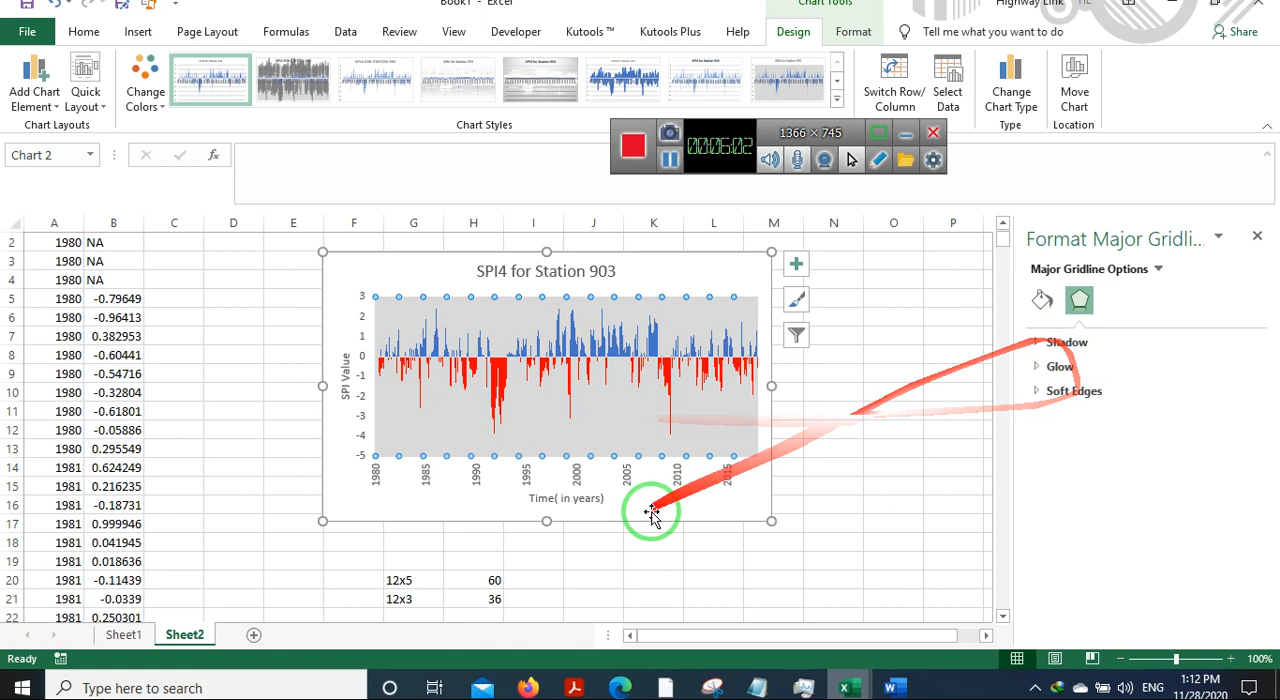 Book1 - Excel
Chart Tools
Highway Link
HL
File Home Insert Page Layout Formulas Data Review View Developer Kutools ™ Kutools Plus Help Design Format Tell me what you want to do Share
Add Chart Element
Quick Layout
Change Colors
Switch Row/ Column
Select Data
Change Chart Type
Move Chart
Chart Layouts Chart Styles Data Type Location
00:06:02
1366 × 745
Chart 2
fx
A B C D E F G H I J K L M N O P
2 1980 NA
3 1980 NA
4 1980 NA
5 1980 -0.79649
6 1980 -0.96413
7 1980 0.382953
8 1980 -0.60441
9 1980 -0.54716
10 1980 -0.32804
11 1980 -0.61801
12 1980 -0.05886
13 1980 0.295549
14 1981 0.624249
15 1981 0.216235
16 1981 -0.18731
17 1981 0.999946
18 1981 0.041945
19 1981 0.018636
20 1981 -0.11439 12x5 60
21 1981 -0.0339 12x3 36
22 1981 0.250301
SPI4 for Station 903
SPI Value
3
2
1
0
-1
-2
-3
-4
-5
1980 1985 1990 1995 2000 2005 2010 2015
Time( in years)
Format Major Gridli...
Major Gridline Options
Shadow
Glow
Soft Edges
Sheet1 Sheet2
Ready
100%
Type here to search
ENG
1:12 PM
11/28/2020